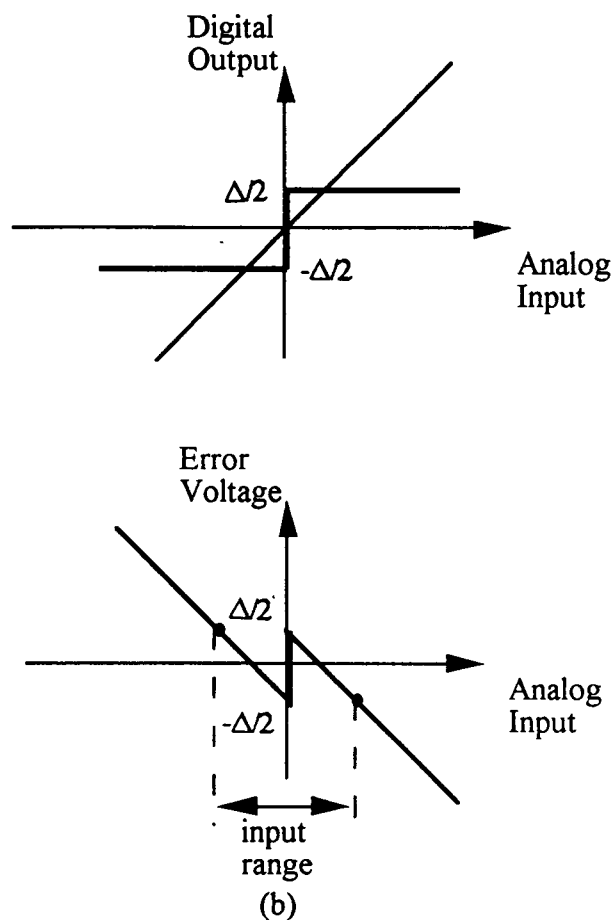 Digital
Output
Δ/2
-Δ/2
Analog
Input
Error
Voltage
Δ/2
-Δ/2
Analog
Input
input
range
(b)